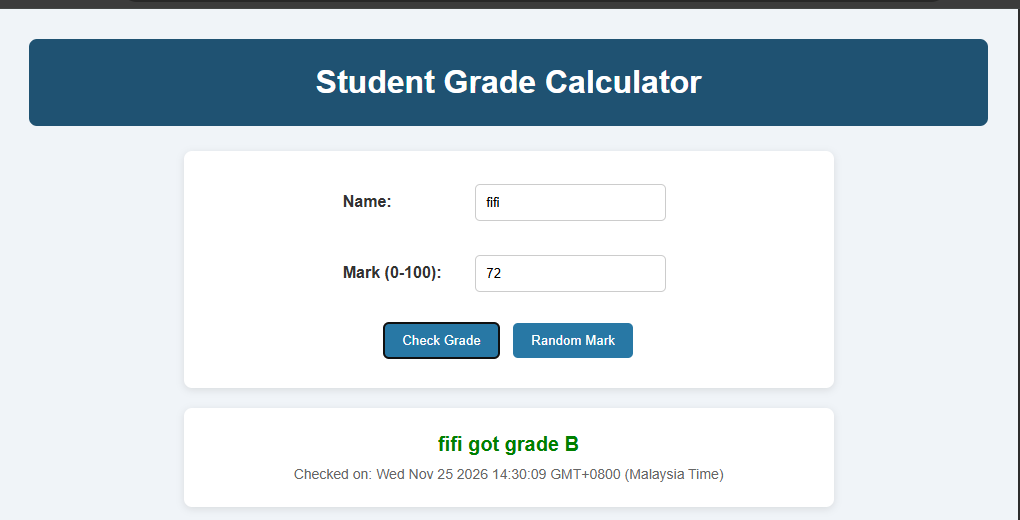 Student Grade Calculator
Name: fifi
Mark (0-100): 72
Check Grade Random Mark
fifi got grade B
Checked on: Wed Nov 25 2026 14:30:09 GMT+0800 (Malaysia Time)